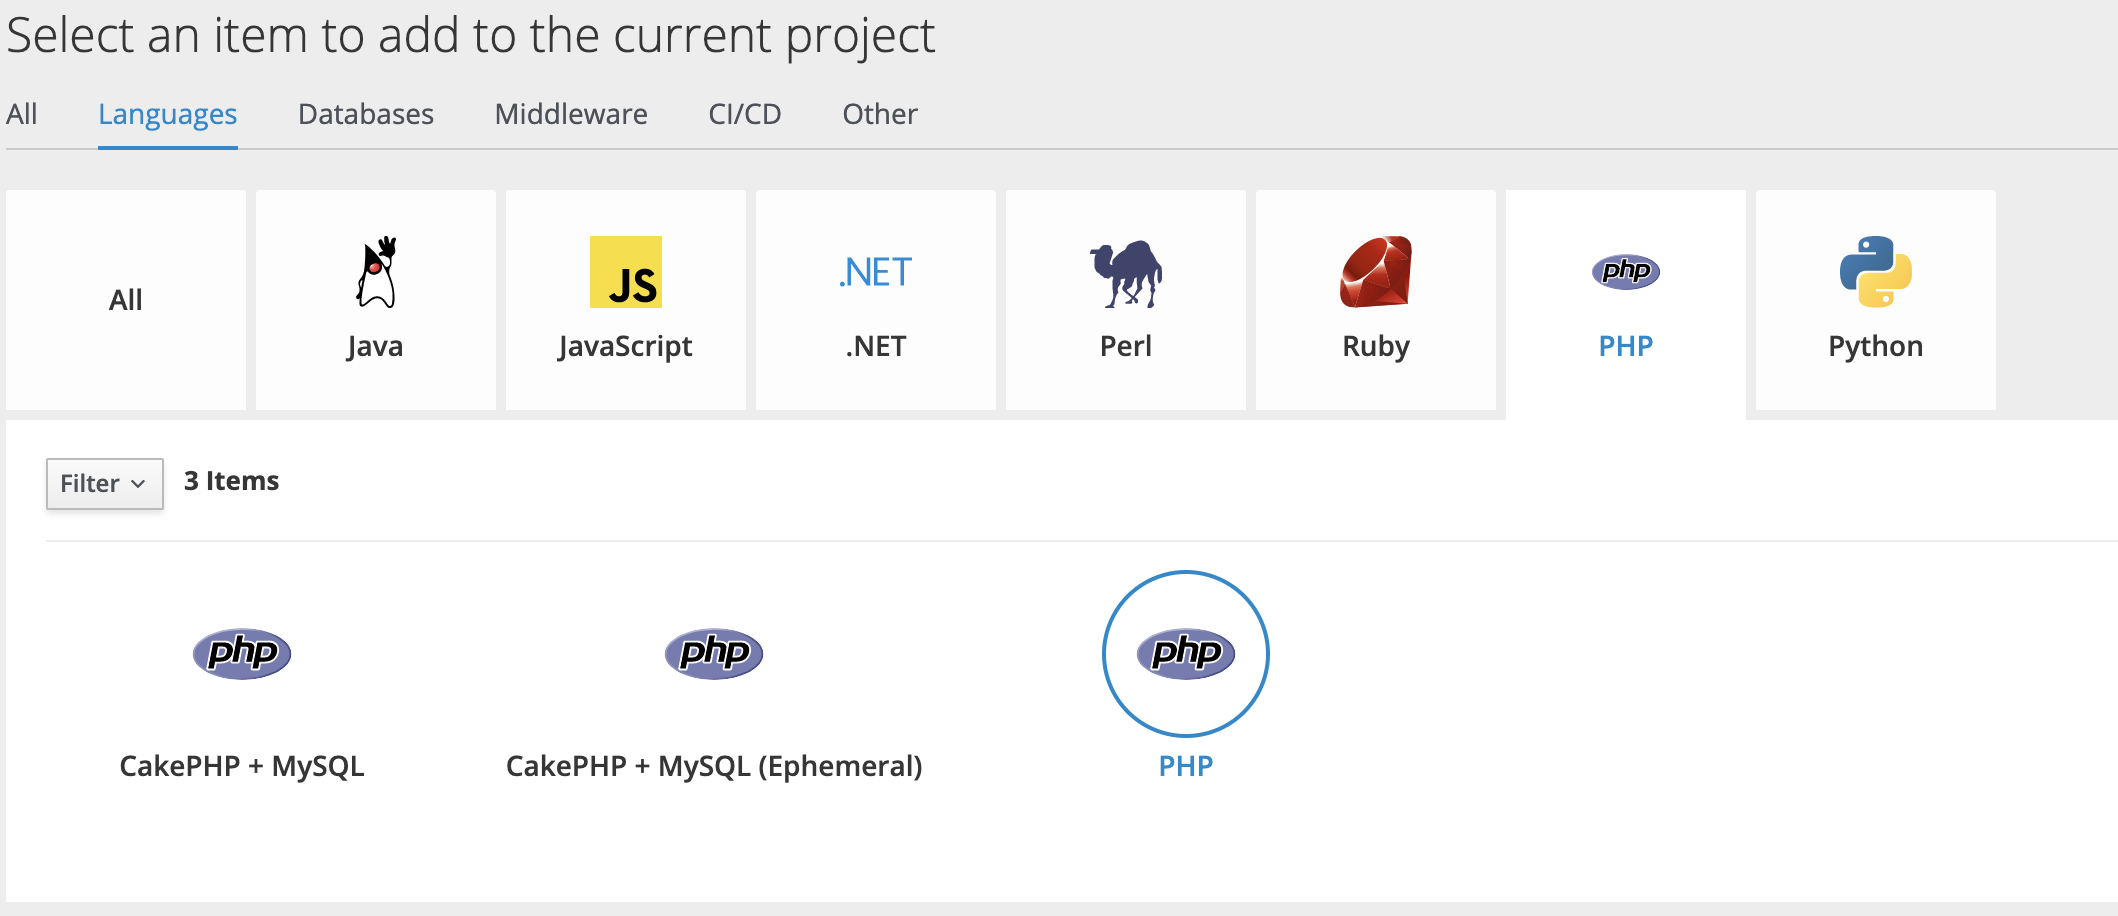 Select an item to add to the current project
All Languages Databases Middleware CI/CD Other
JS .NET php
All Java JavaScript .NET Perl Ruby PHP Python
Filter 3 Items
php php php
CakePHP + MySQL CakePHP + MySQL (Ephemeral) PHP